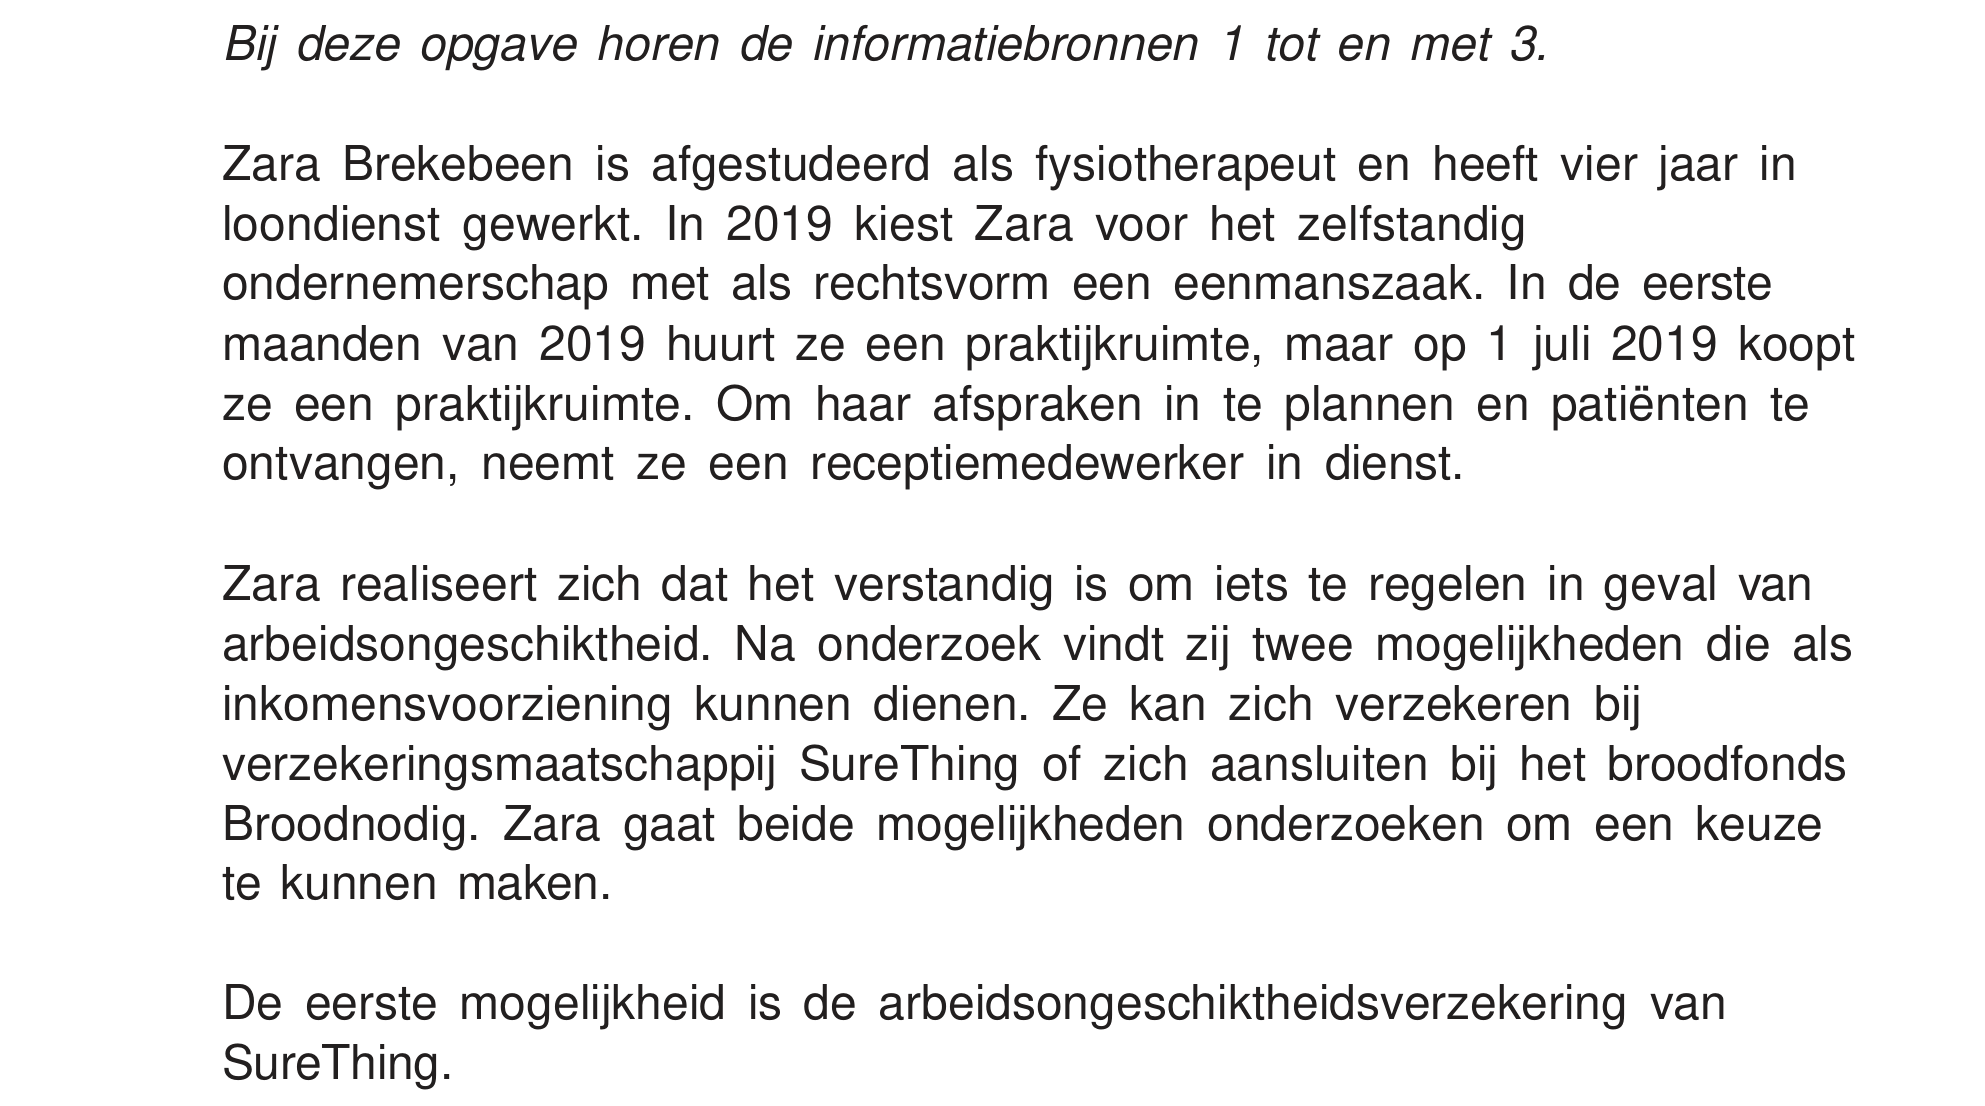 Bij deze opgave horen de informatiebronnen 1 tot en met 3.
Zara Brekebeen is afgestudeerd als fysiotherapeut en heeft vier jaar in
loondienst gewerkt. In 2019 kiest Zara voor het zelfstandig
ondernemerschap met als rechtsvorm een eenmanszaak. In de eerste
maanden van 2019 huurt ze een praktijkruimte, maar op 1 juli 2019 koopt
ze een praktijkruimte. Om haar afspraken in te plannen en patiënten te
ontvangen, neemt ze een receptiemedewerker in dienst.
Zara realiseert zich dat het verstandig is om iets te regelen in geval van
arbeidsongeschiktheid. Na onderzoek vindt zij twee mogelijkheden die als
inkomensvoorziening kunnen dienen. Ze kan zich verzekeren bij
verzekeringsmaatschappij SureThing of zich aansluiten bij het broodfonds
Broodnodig. Zara gaat beide mogelijkheden onderzoeken om een keuze
te kunnen maken.
De eerste mogelijkheid is de arbeidsongeschiktheidsverzekering van
SureThing.